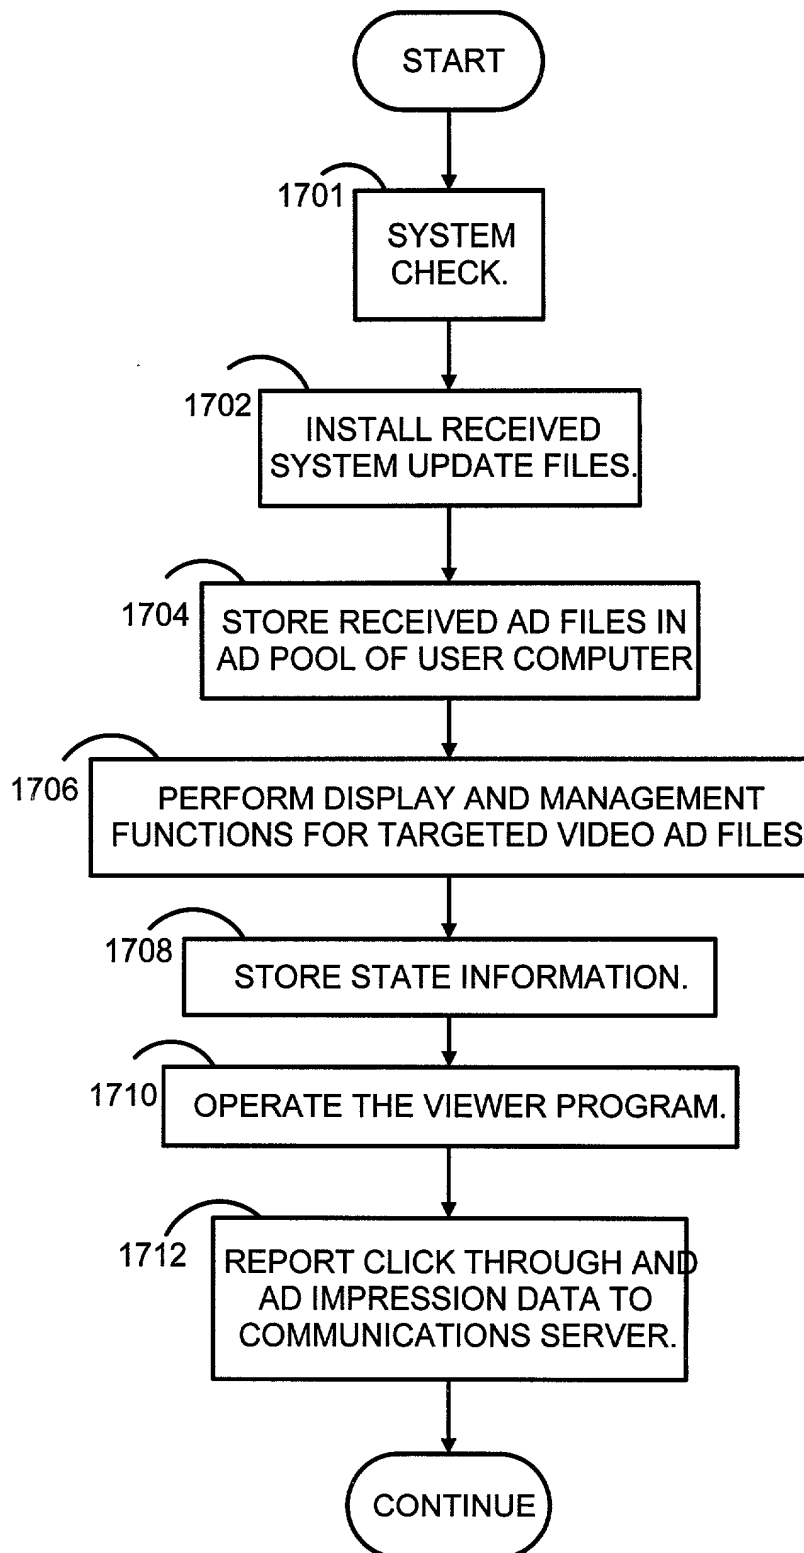 START
1701
SYSTEM
CHECK.
1702
INSTALL RECEIVED
SYSTEM UPDATE FILES.
1704
STORE RECEIVED AD FILES IN
AD POOL OF USER COMPUTER
1706
PERFORM DISPLAY AND MANAGEMENT
FUNCTIONS FOR TARGETED VIDEO AD FILES
1708
STORE STATE INFORMATION.
1710
OPERATE THE VIEWER PROGRAM.
1712
REPORT CLICK THROUGH AND
AD IMPRESSION DATA TO
COMMUNICATIONS SERVER.
CONTINUE